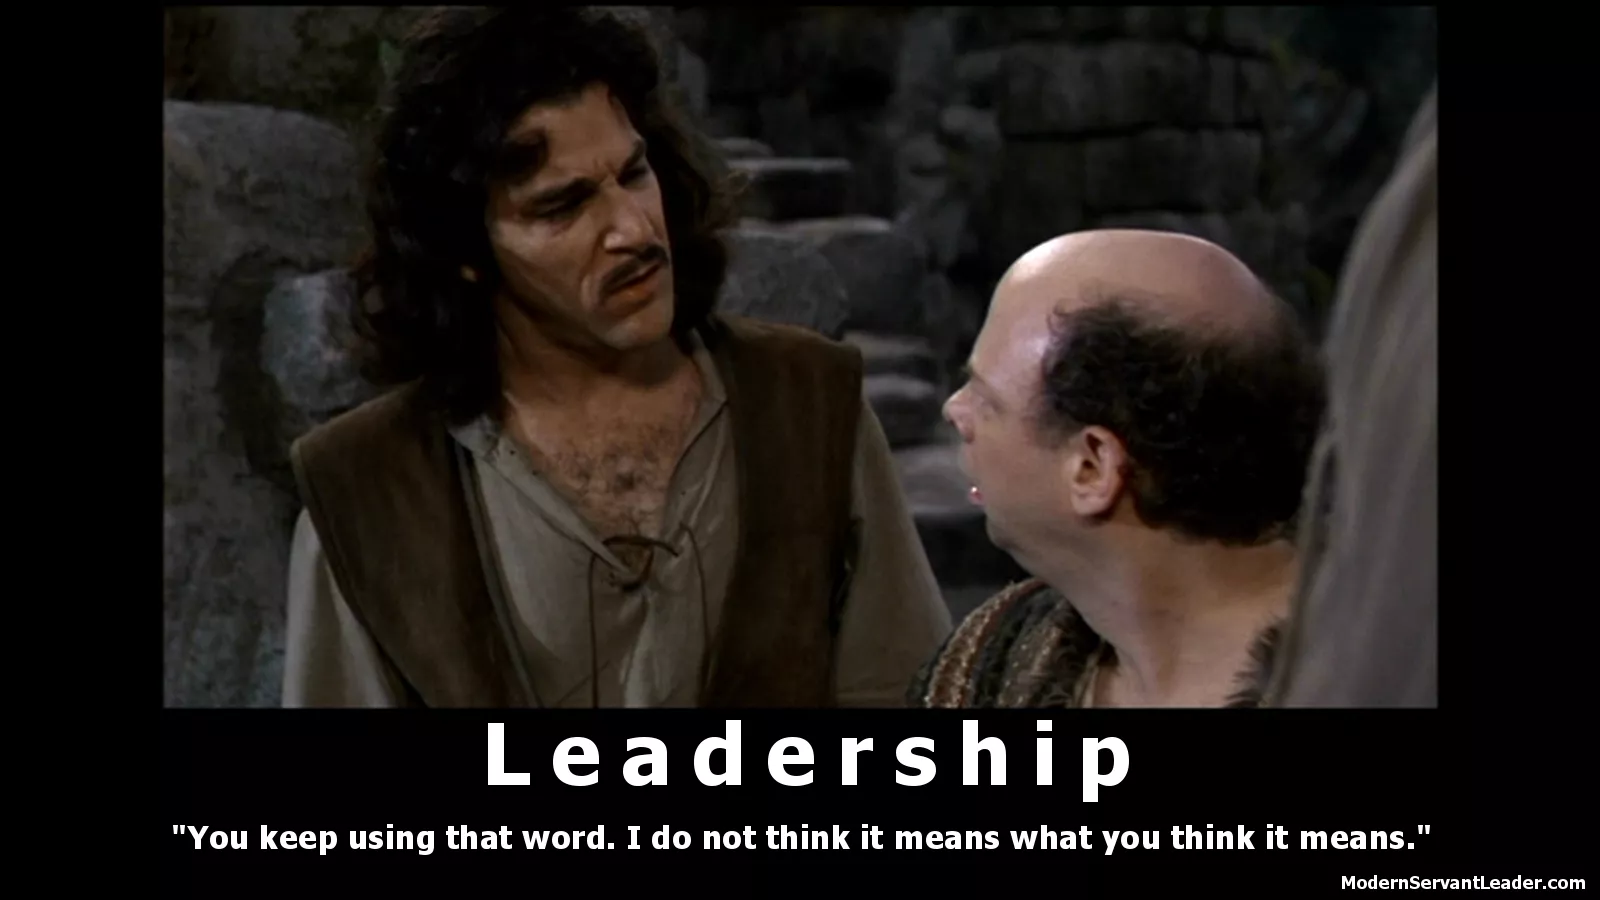 Leadership
"You keep using that word. I do not think it means what you think it means."
ModernServantLeader.com